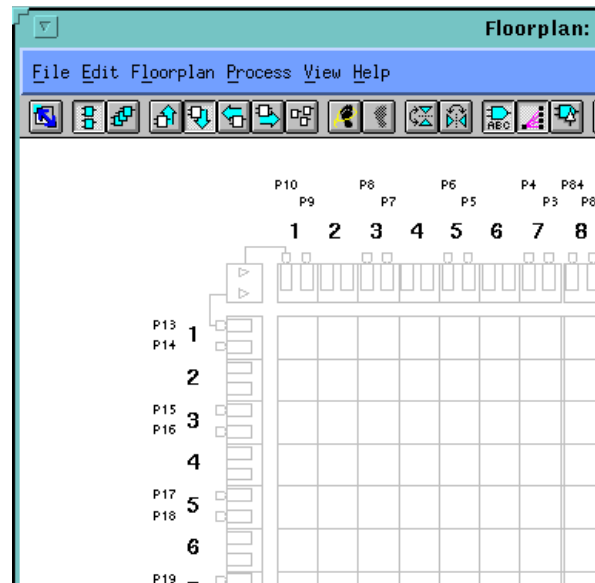 Floorplan:
File Edit Floorplan Process View Help
ABC
P10 P8 P6 P4 P84
P9 P7 P5 P3
1 2 3 4 5 6 7 8
P13
1
P14
2
P15
3
P16
4
P17
5
P18
6
P19